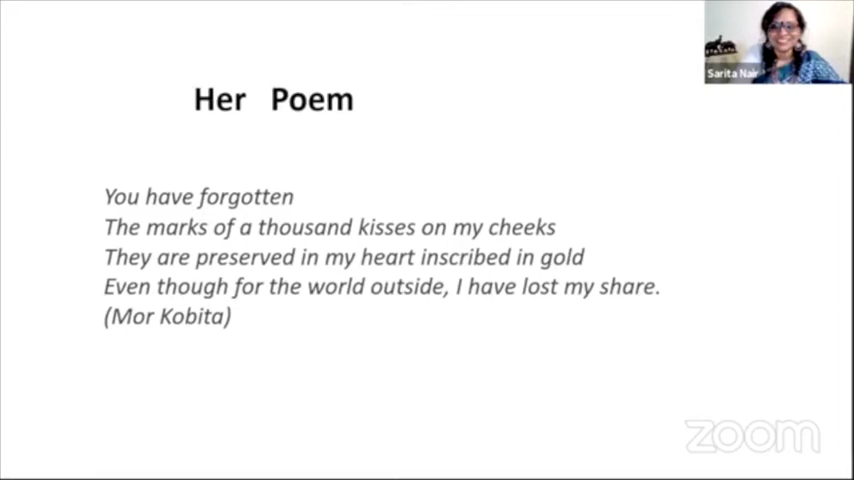 Sarita Nair
Her Poem
You have forgotten
The marks of a thousand kisses on my cheeks
They are preserved in my heart inscribed in gold
Even though for the world outside, I have lost my share.
(Mor Kobita)
zoom